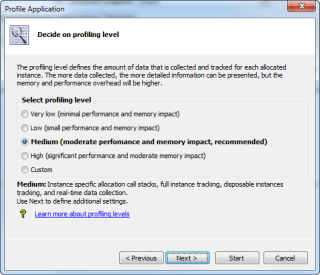 Profile Application
Decide on profiling level
The profiling level defines the amount of data that is collected and tracked for each allocated
instance. The more data collected, the more detailed information can be presented, but the
memory and performance overhead will be higher.
Select profiling level
Very low (minimal performance and memory impact)
Low (small performance and memory impact)
Medium (moderate perfomance and memory impact, recommended)
High (significant performance and moderate memory impact)
Custom
Medium: Instance specific allocation call stacks, full instance tracking, disposable instances
tracking, and real-time data collection.
Use Next to define additional settings.
Learn more about profiling levels
< Previous
Next >
Start
Cancel